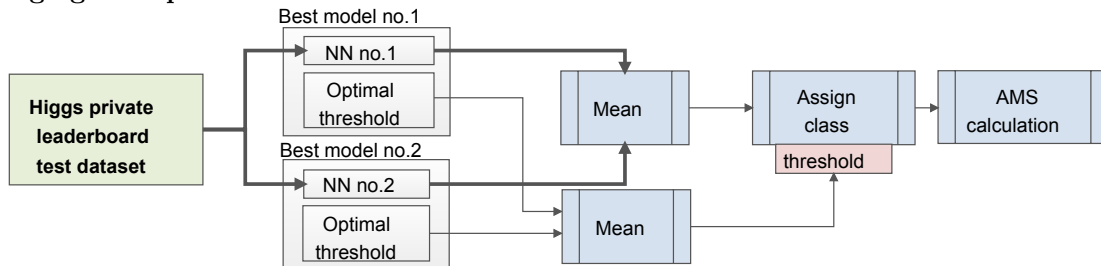 Best model no.1
NN no.1
Optimal
threshold
Higgs private
leaderboard
test dataset
Mean
Assign
class
threshold
AMS
calculation
Best model no.2
NN no.2
Optimal
threshold
Mean